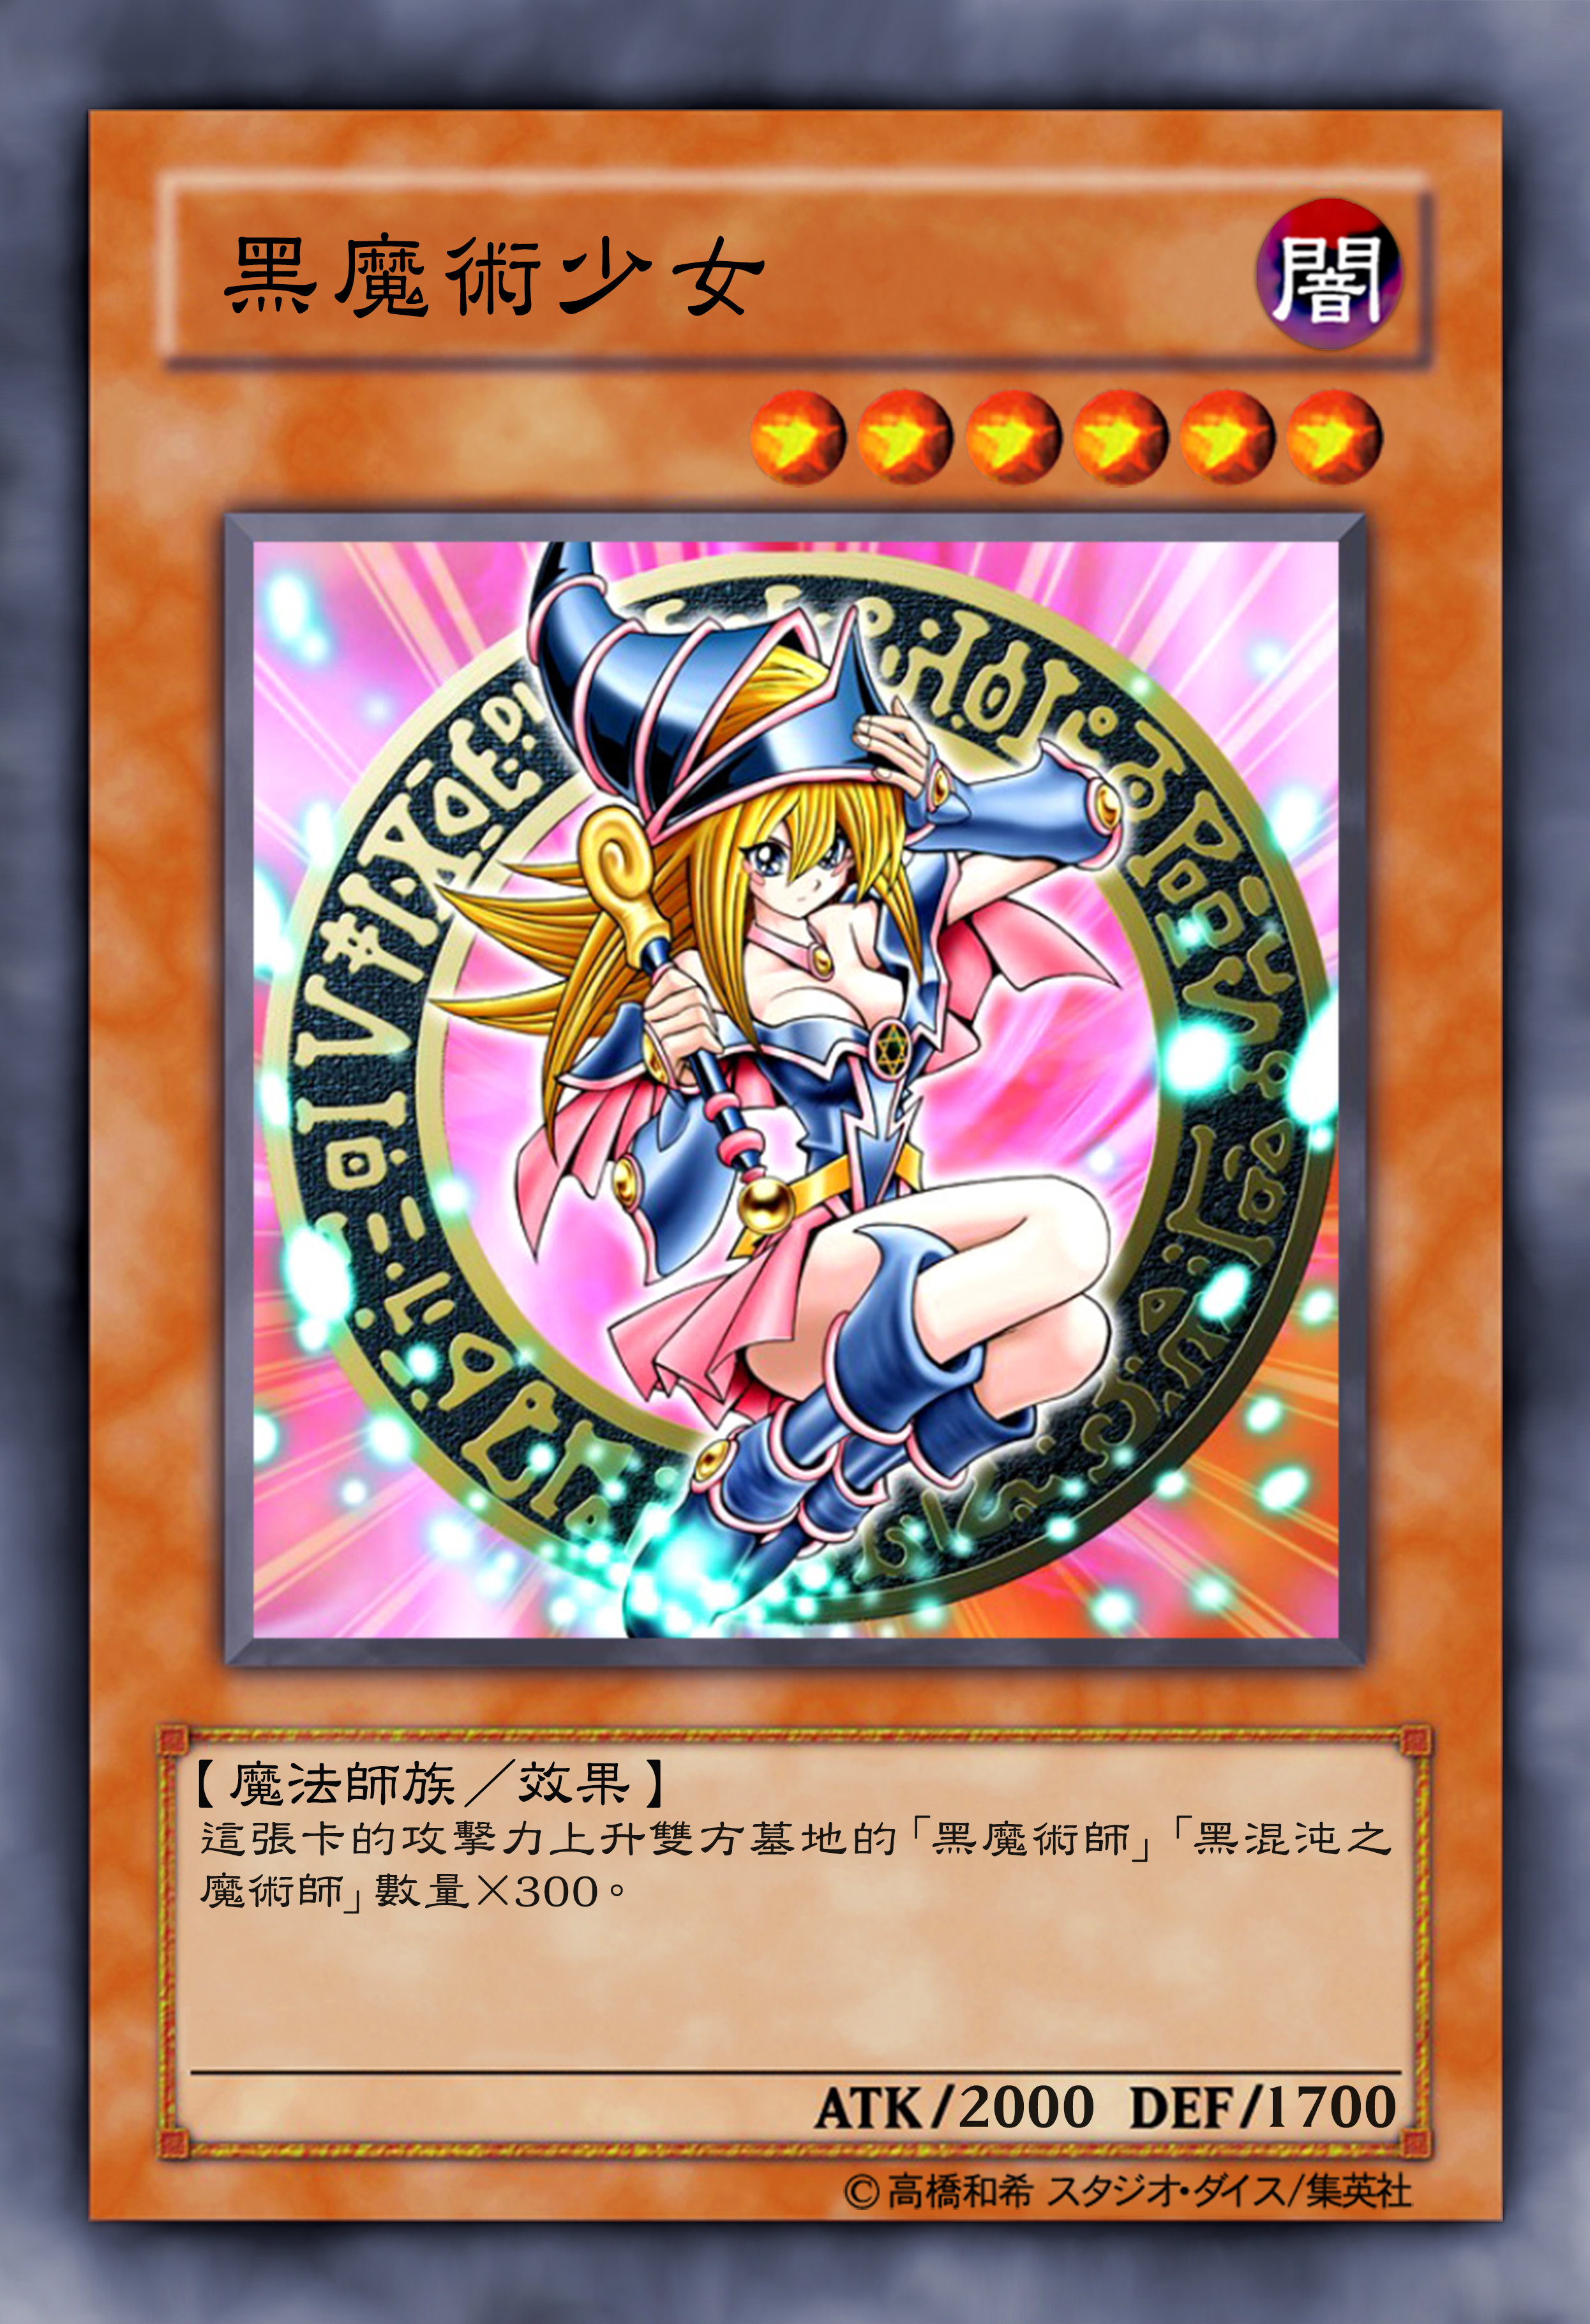 黑魔術少女
闇
【魔法師族／效果】
這張卡的攻擊力上升雙方墓地的「黑魔術師」「黑混沌之
魔術師」數量×300。
ATK/2000 DEF/1700
©高橋和希 スタジオ・ダイス/集英社